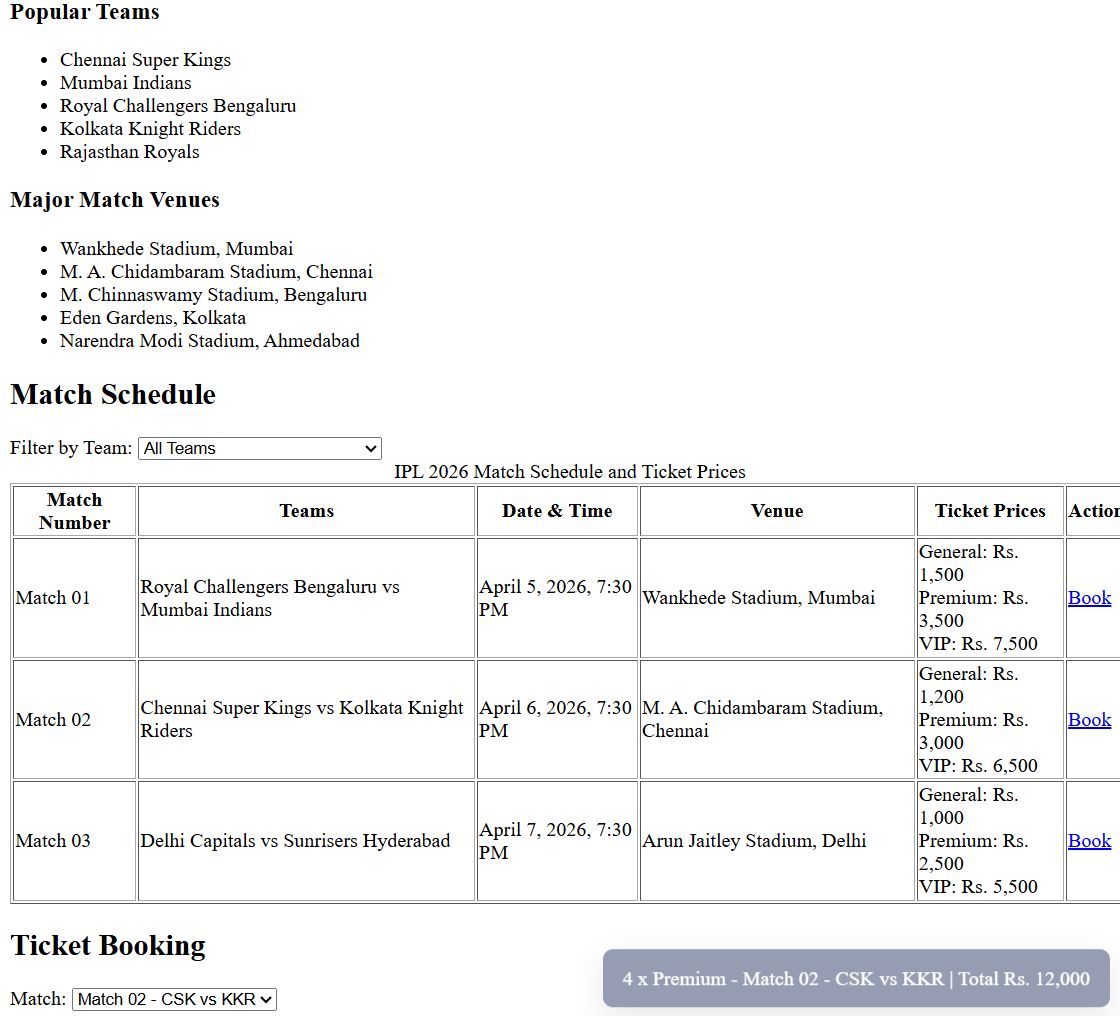 Popular Teams
Chennai Super Kings
Mumbai Indians
Royal Challengers Bengaluru
Kolkata Knight Riders
Rajasthan Royals
Major Match Venues
Wankhede Stadium, Mumbai
M. A. Chidambaram Stadium, Chennai
M. Chinnaswamy Stadium, Bengaluru
Eden Gardens, Kolkata
Narendra Modi Stadium, Ahmedabad
Match Schedule
Filter by Team: All Teams
IPL 2026 Match Schedule and Ticket Prices
Match
Number
Teams
Date & Time
Venue
Ticket Prices
Action
Match 01
Royal Challengers Bengaluru vs
Mumbai Indians
April 5, 2026, 7:30
PM
Wankhede Stadium, Mumbai
General: Rs.
1,500
Premium: Rs.
3,500
VIP: Rs. 7,500
Book
Match 02
Chennai Super Kings vs Kolkata Knight
Riders
April 6, 2026, 7:30
PM
M. A. Chidambaram Stadium,
Chennai
General: Rs.
1,200
Premium: Rs.
3,000
VIP: Rs. 6,500
Book
Match 03
Delhi Capitals vs Sunrisers Hyderabad
April 7, 2026, 7:30
PM
Arun Jaitley Stadium, Delhi
General: Rs.
1,000
Premium: Rs.
2,500
VIP: Rs. 5,500
Book
Ticket Booking
Match: Match 02 - CSK vs KKR
4 x Premium - Match 02 - CSK vs KKR | Total Rs. 12,000